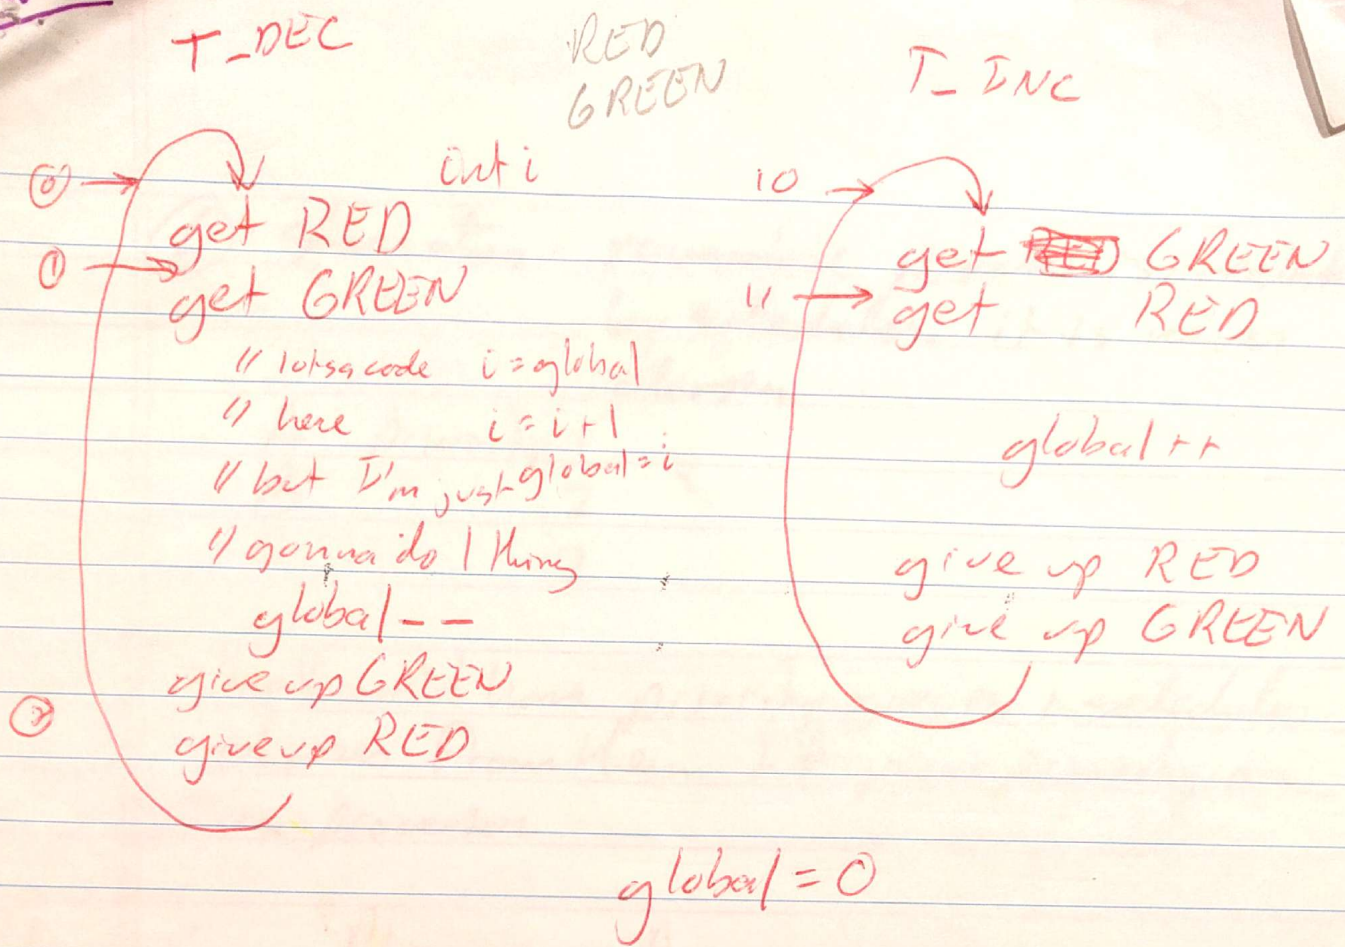 T_DEC
RED
GREEN
T_INC
int i
0
get RED
1
get GREEN
// lotsa code i = global
// here i = i + 1
// but I'm just global = i
// gonna do 1 thing
global--
give up GREEN
give up RED
10
get GREEN
11
get RED
global++
give up RED
give up GREEN
global = 0